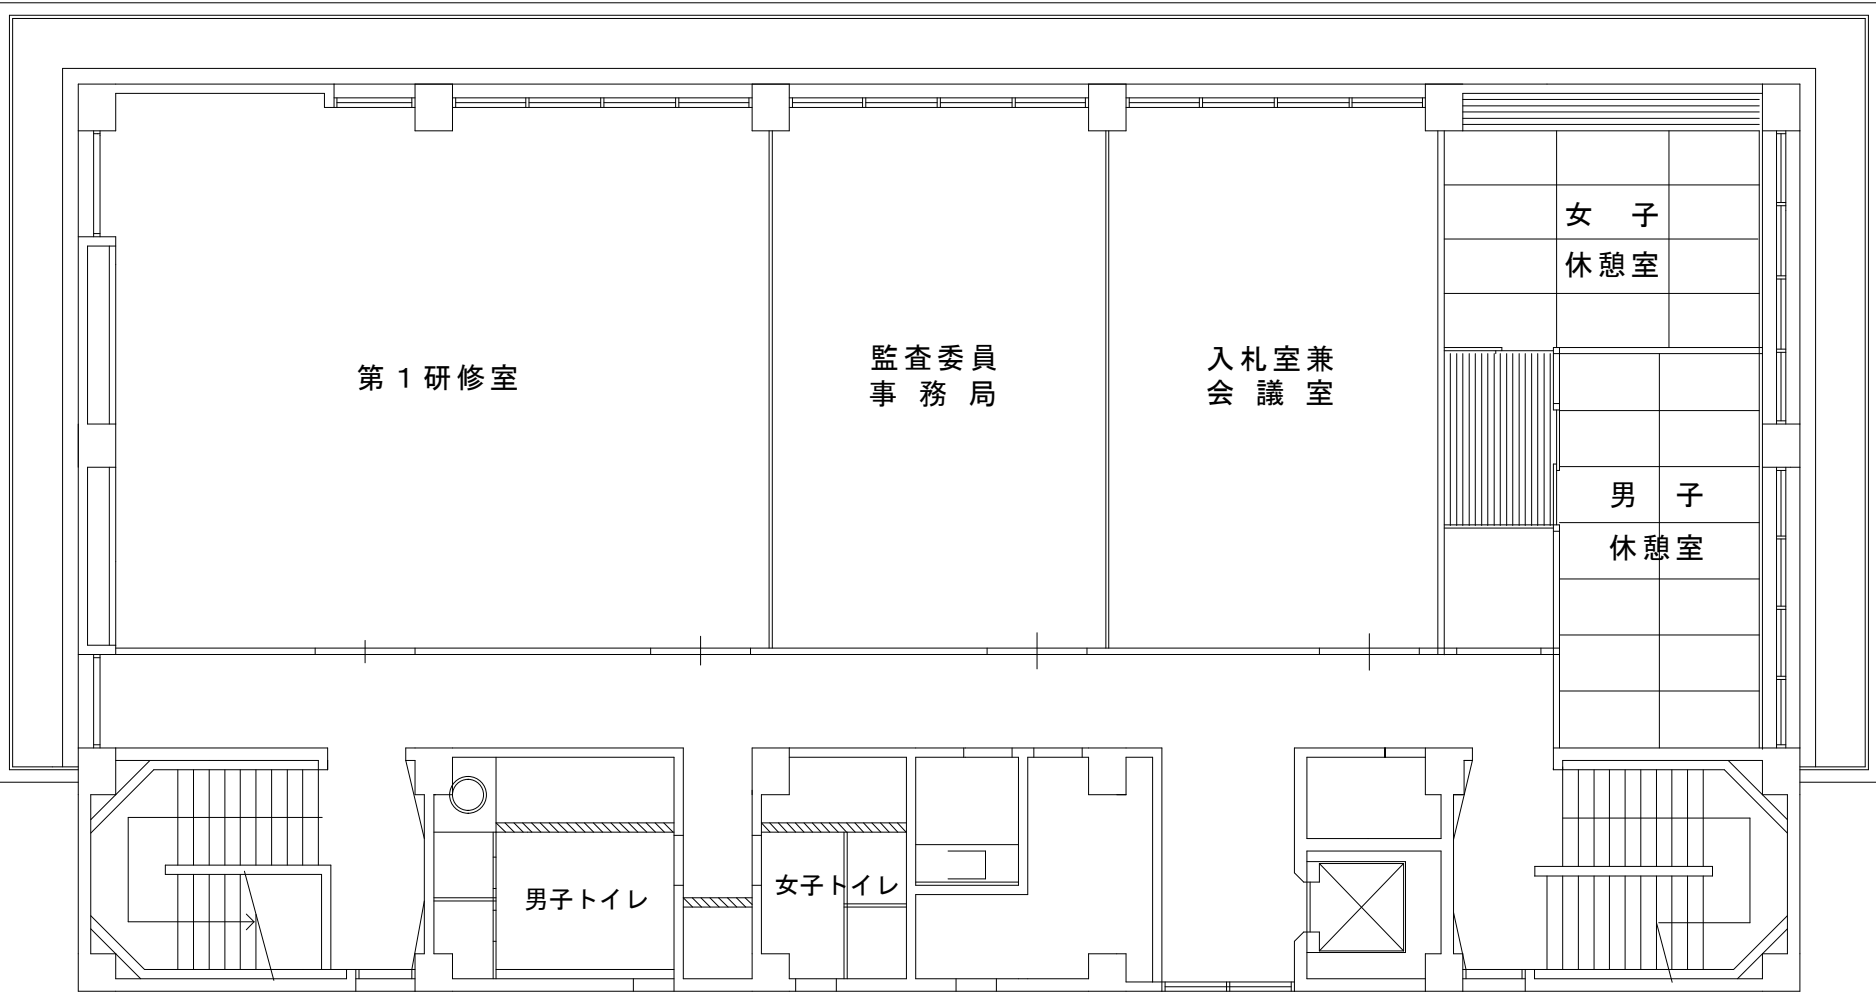 第１研修室
監査委員
事務局
入札室兼
会議室
女子
休憩室
男子
休憩室
男子トイレ
女子トイレ